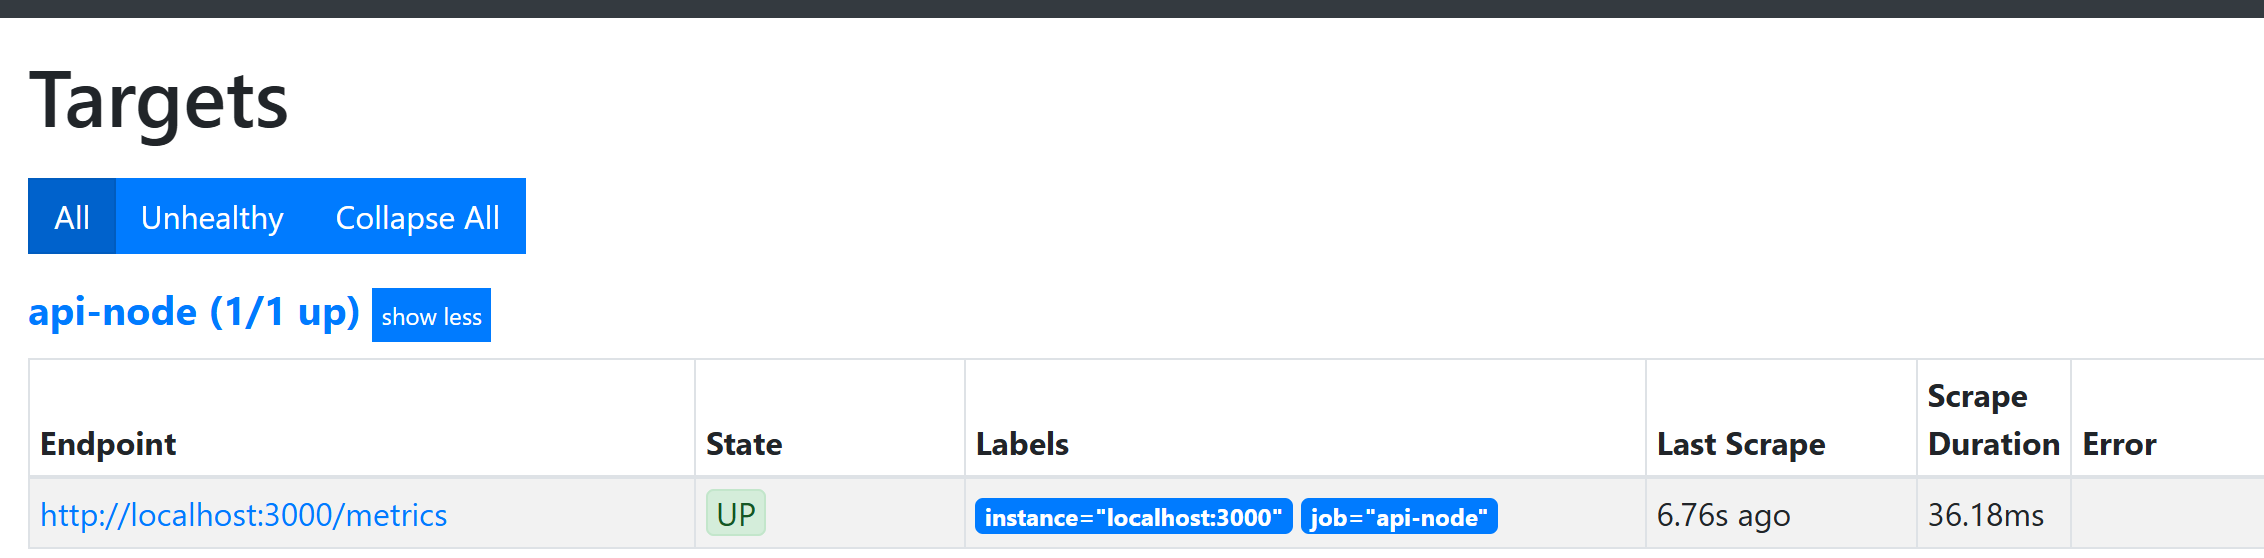 Targets
All Unhealthy Collapse All
api-node (1/1 up) show less
Endpoint State Labels Last Scrape Scrape Duration Error
http://localhost:3000/metrics UP instance="localhost:3000" job="api-node" 6.76s ago 36.18ms